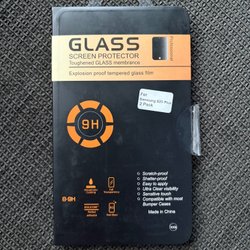 GLASS
SCREEN PROTECTOR
Toughened GLASS membrance
Explosion proof tempered glass film
For
Samsung S23 Plus
2 Pack
9H
Scratch-proof
Shatter-proof
Easy to apply
Ultra Clear visibility
Sensitive touch
Compatible with most
Bumper Cases
Made in China